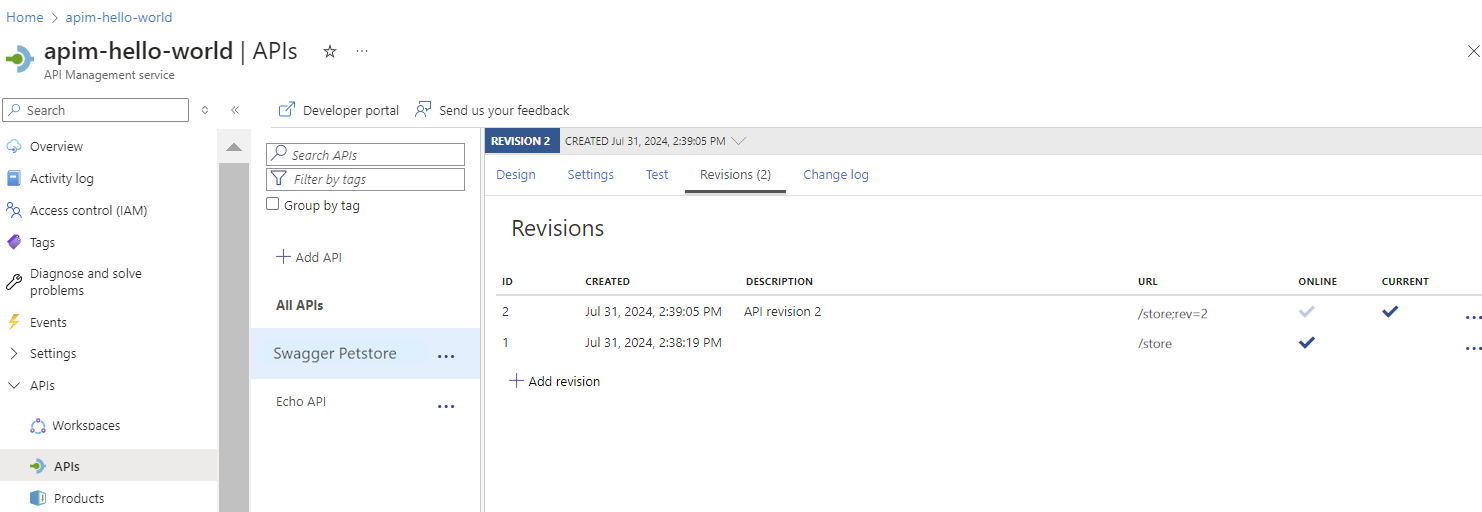 Home > apim-hello-world
apim-hello-world | APIs
API Management service
Search
Overview
Activity log
Access control (IAM)
Tags
Diagnose and solve
problems
Events
Settings
APIs
Workspaces
APIs
Products
Developer portal
Send us your feedback
Search APIs
Filter by tags
Group by tag
Add API
All APIs
Swagger Petstore
Echo API
REVISION 2 CREATED Jul 31, 2024, 2:39:05 PM
Design Settings Test Revisions (2) Change log
Revisions
ID CREATED DESCRIPTION URL ONLINE CURRENT
2 Jul 31, 2024, 2:39:05 PM API revision 2 /store;rev=2
1 Jul 31, 2024, 2:38:19 PM /store
Add revision